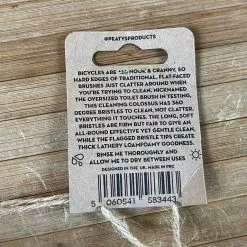 @PEATYSPRODUCTS
BICYCLES ARE ALL NOOK & CRANNY, SO
HARD EDGES OF TRADITIONAL, FLAT-FACED
BRUSHES JUST CLATTER AROUND WHEN
YOU'RE TRYING TO CLEAN. NICKNAMED
THE OVERSIZED TOILET BRUSH IN TESTING,
THIS CLEANING COLOSSUS HAS 360
DEGREE BRISTLES TO CLEAN, NOT CLATTER,
EVERYTHING IT TOUCHES. THE LONG, SOFT
BRISTLES ARE FIRM BUT FAIR TO GIVE AN
ALL-ROUND EFFECTIVE YET GENTLE CLEAN,
WHILE THE FLAGGED BRISTLE TIPS CREATE
THICK LATHERY LOAMFOAMY GOODNESS.
RINSE ME THOROUGHLY AND
ALLOW ME TO DRY BETWEEN USES
DESIGNED IN THE U.K. MADE IN PRC
5 060541 583443